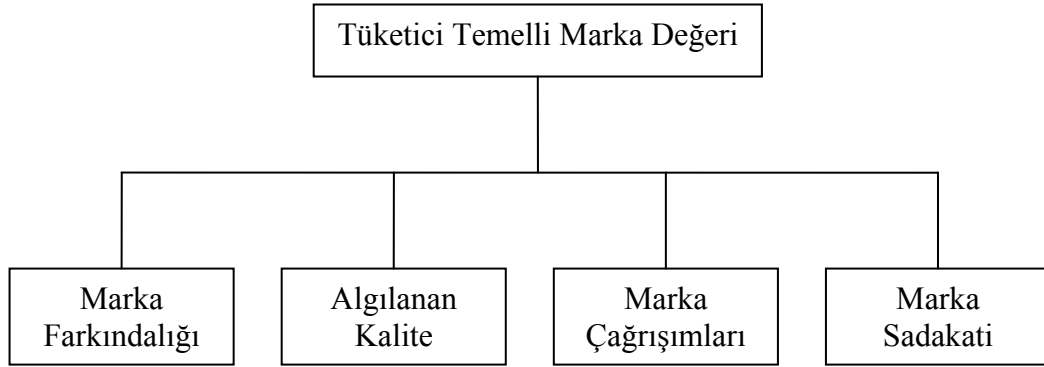 Tüketici Temelli Marka Değeri
Marka
Farkındalığı
Algılanan
Kalite
Marka
Çağrışımları
Marka
Sadakati